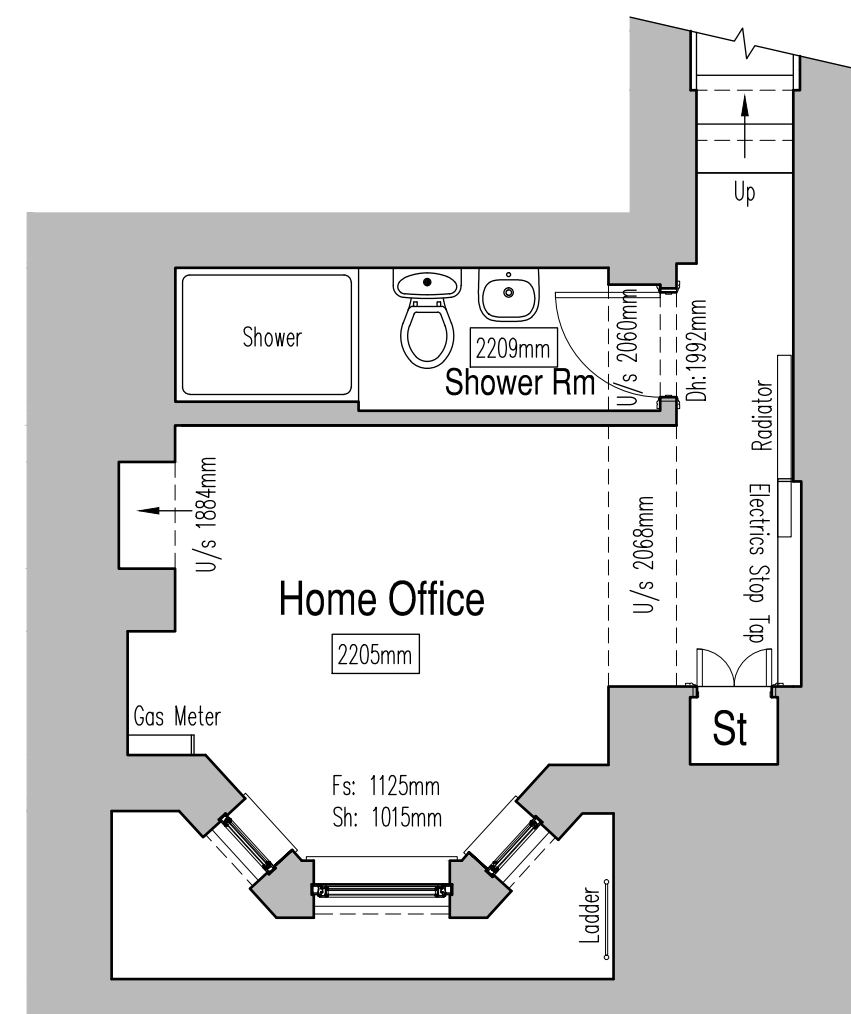 Up
Shower
2209mm
Shower Rm
U/s 2060mm
Dh:1992mm
Radiator
U/s 1884mm
U/s 2068mm
Electrics Stop Tap
Home Office
2205mm
Gas Meter
St
Fs: 1125mm
Sh: 1015mm
Ladder